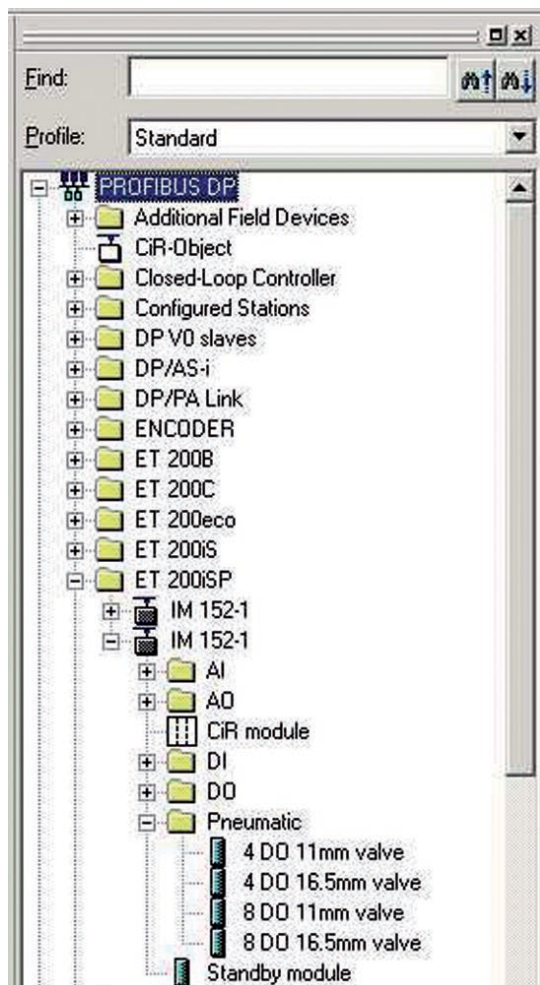 Find:
Profile: Standard
PROFIBUS DP
Additional Field Devices
CiR-Object
Closed-Loop Controller
Configured Stations
DP V0 slaves
DP/AS-i
DP/PA Link
ENCODER
ET 200B
ET 200C
ET 200eco
ET 200iS
ET 200iSP
IM 152-1
IM 152-1
AI
AO
CiR module
DI
DO
Pneumatic
4 DO 11mm valve
4 DO 16.5mm valve
8 DO 11mm valve
8 DO 16.5mm valve
Standby module